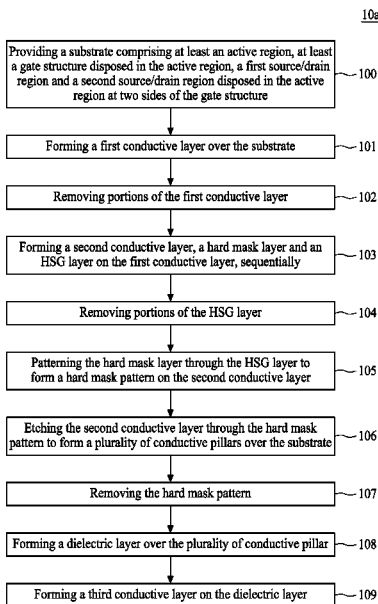 10a
Providing a substrate comprising at least an active region, at least
a gate structure disposed in the active region, a first source/drain
region and a second source/drain region disposed in the active
region at two sides of the gate structure
100
Forming a first conductive layer over the substrate
101
Removing portions of the first conductive layer
102
Forming a second conductive layer, a hard mask layer and an
HSG layer on the first conductive layer, sequentially
103
Removing portions of the HSG layer
104
Patterning the hard mask layer through the HSG layer to
form a hard mask pattern on the second conductive layer
105
Etching the second conductive layer through the hard mask
pattern to form a plurality of conductive pillars over the substrate
106
Removing the hard mask pattern
107
Forming a dielectric layer over the plurality of conductive pillar
108
Forming a third conductive layer on the dielectric layer
109